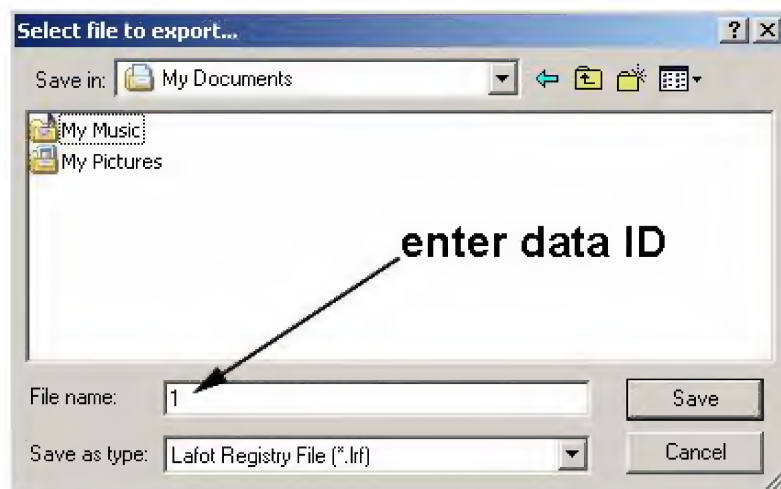 Select file to export...
Save in: My Documents
My Music
My Pictures
enter data ID
File name: 1 Save
Save as type: Lafot Registry File (*.lrf) Cancel